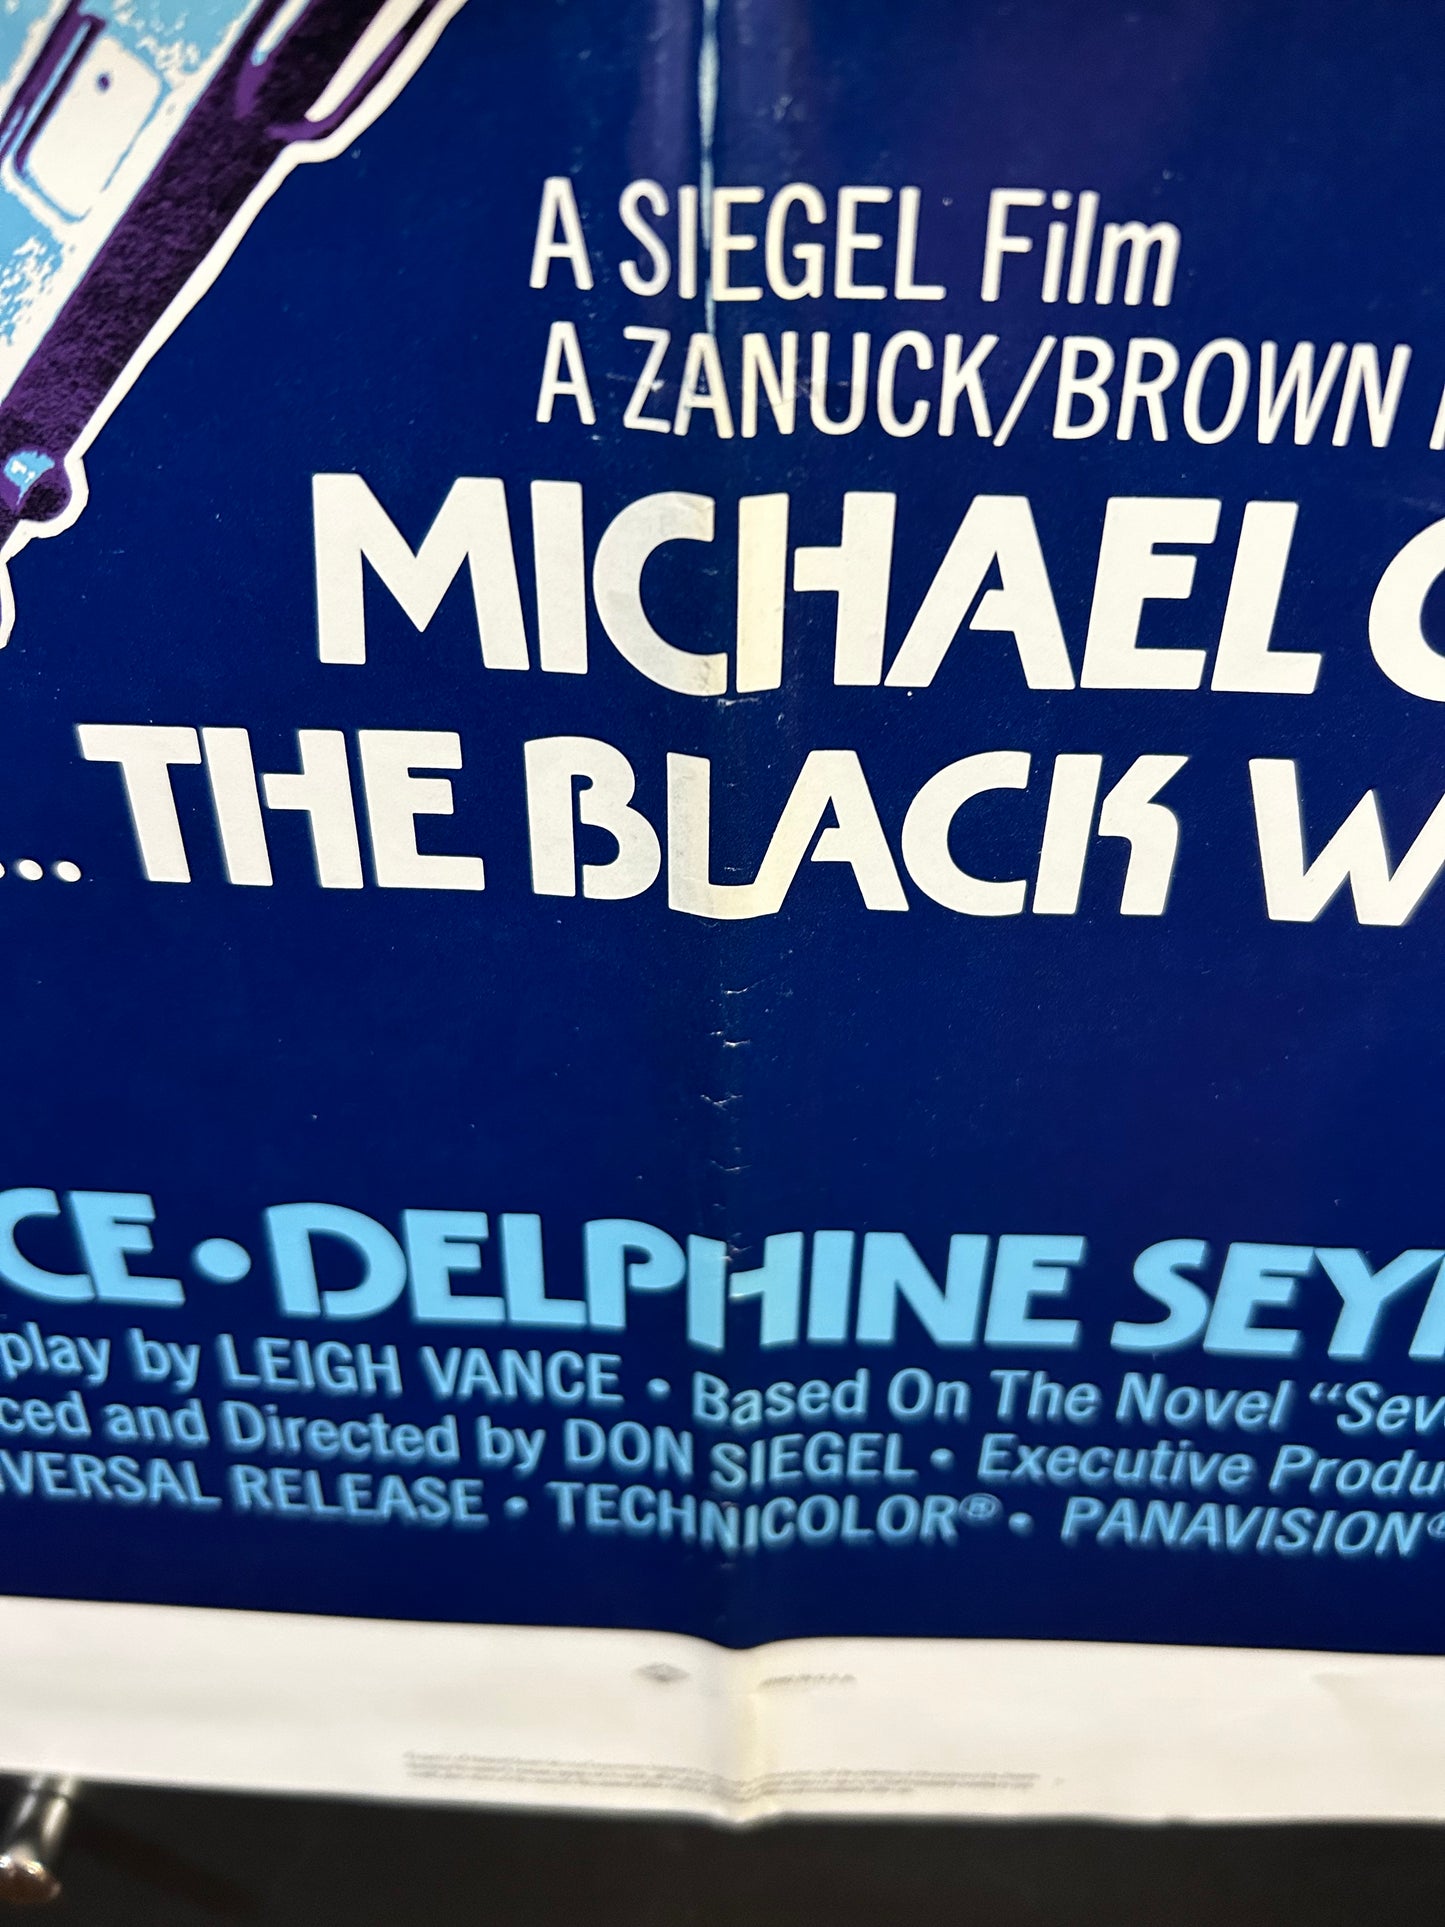 A SIEGEL Film
A ZANUCK/BROWN
MICHAEL
... THE BLACK W
CE • DELPHINE SEY
play by LEIGH VANCE • Based On The Novel “Sev
ced and Directed by DON SIEGEL • Executive Produ
VERSAL RELEASE • TECHNICOLOR® • PANAVISION®